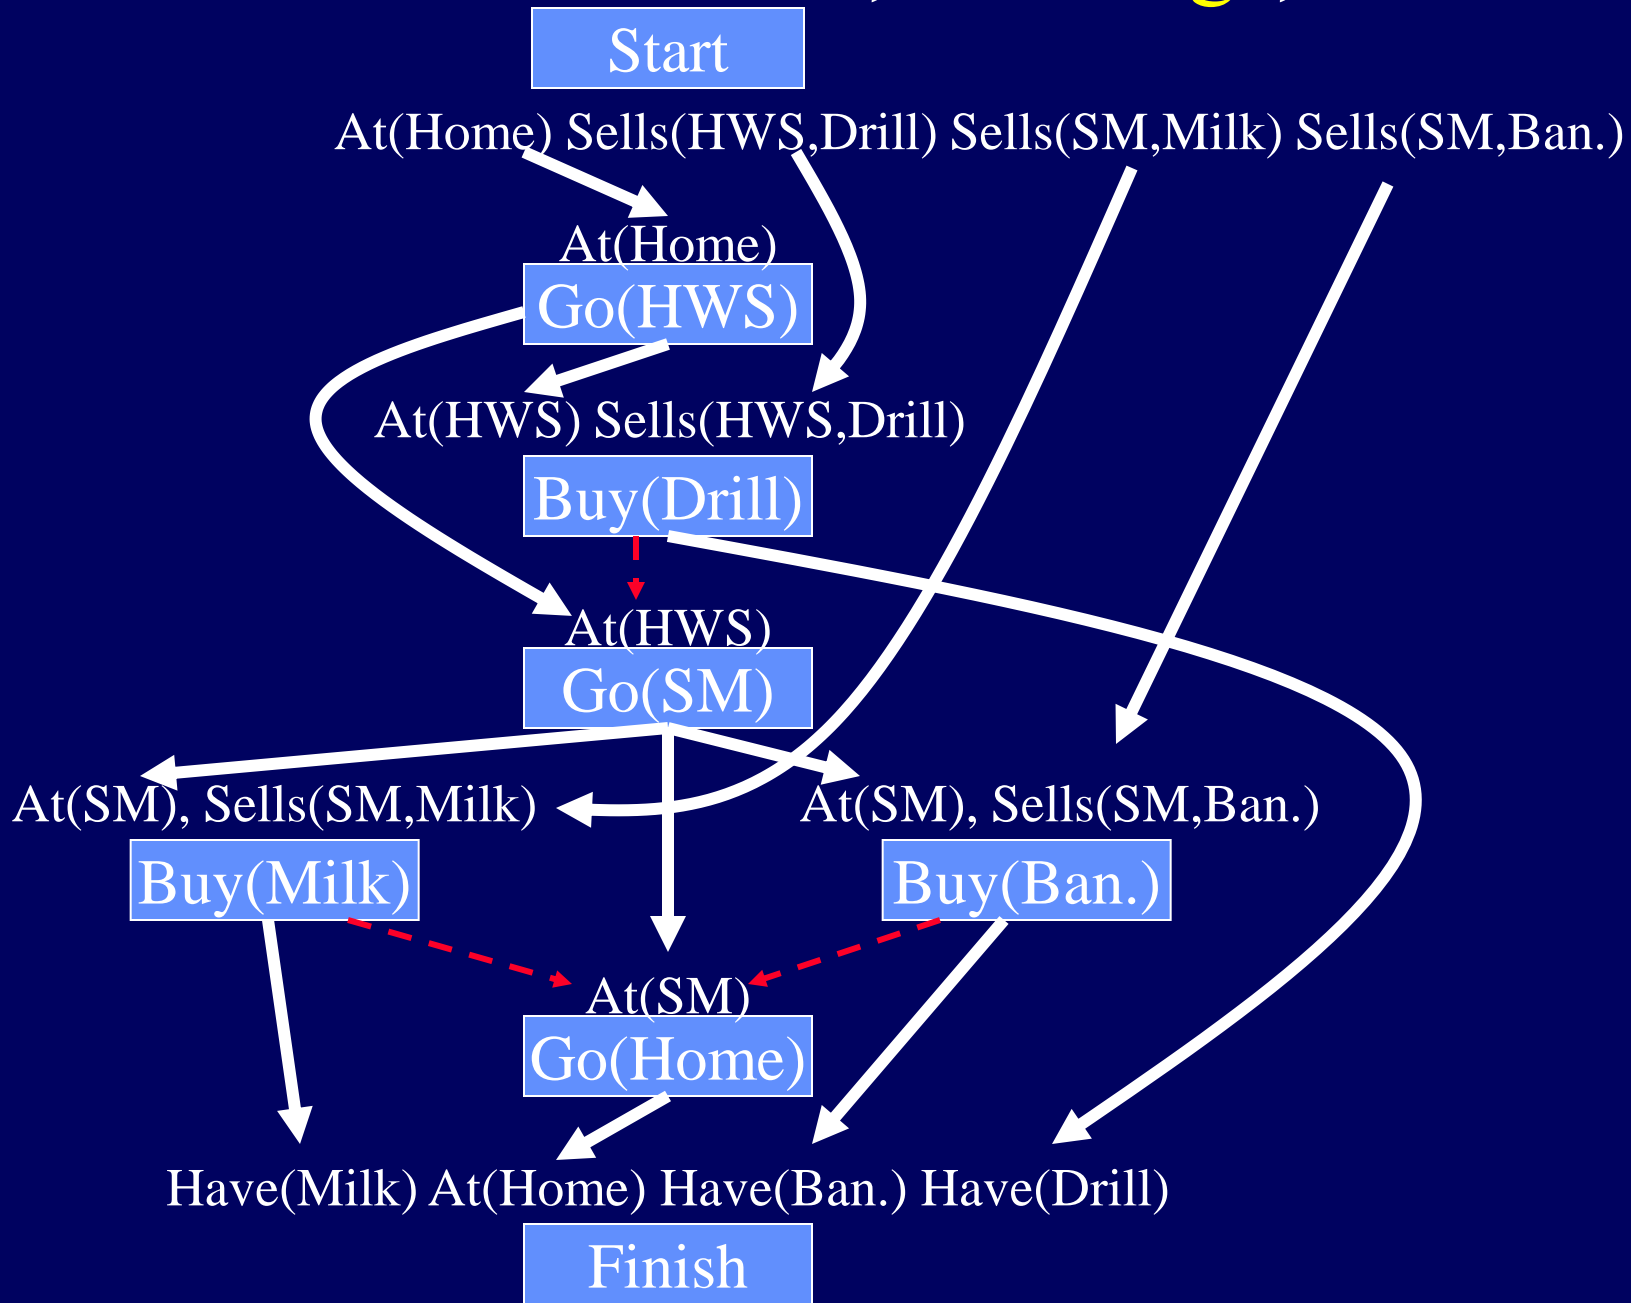 Start
At(Home) Sells(HWS,Drill) Sells(SM,Milk) Sells(SM,Ban.)
At(Home)
Go(HWS)
At(HWS) Sells(HWS,Drill)
Buy(Drill)
At(HWS)
Go(SM)
At(SM), Sells(SM,Milk) At(SM), Sells(SM,Ban.)
Buy(Milk) Buy(Ban.)
At(SM)
Go(Home)
Have(Milk) At(Home) Have(Ban.) Have(Drill)
Finish